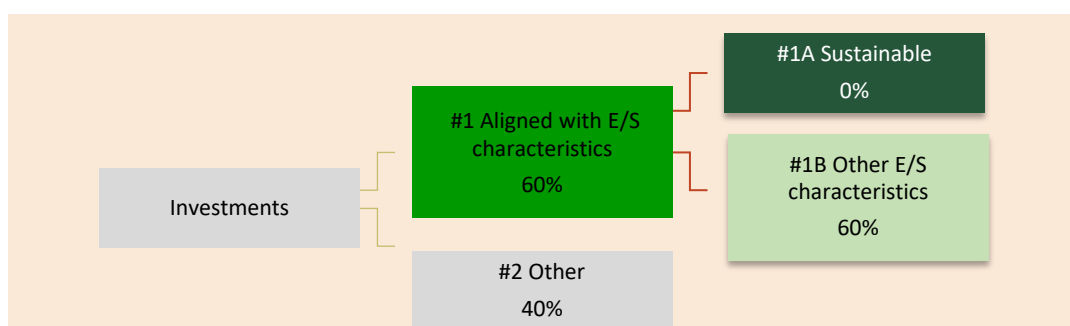 Investments
#1 Aligned with E/S
characteristics
60%
#2 Other
40%
#1A Sustainable
0%
#1B Other E/S
characteristics
60%